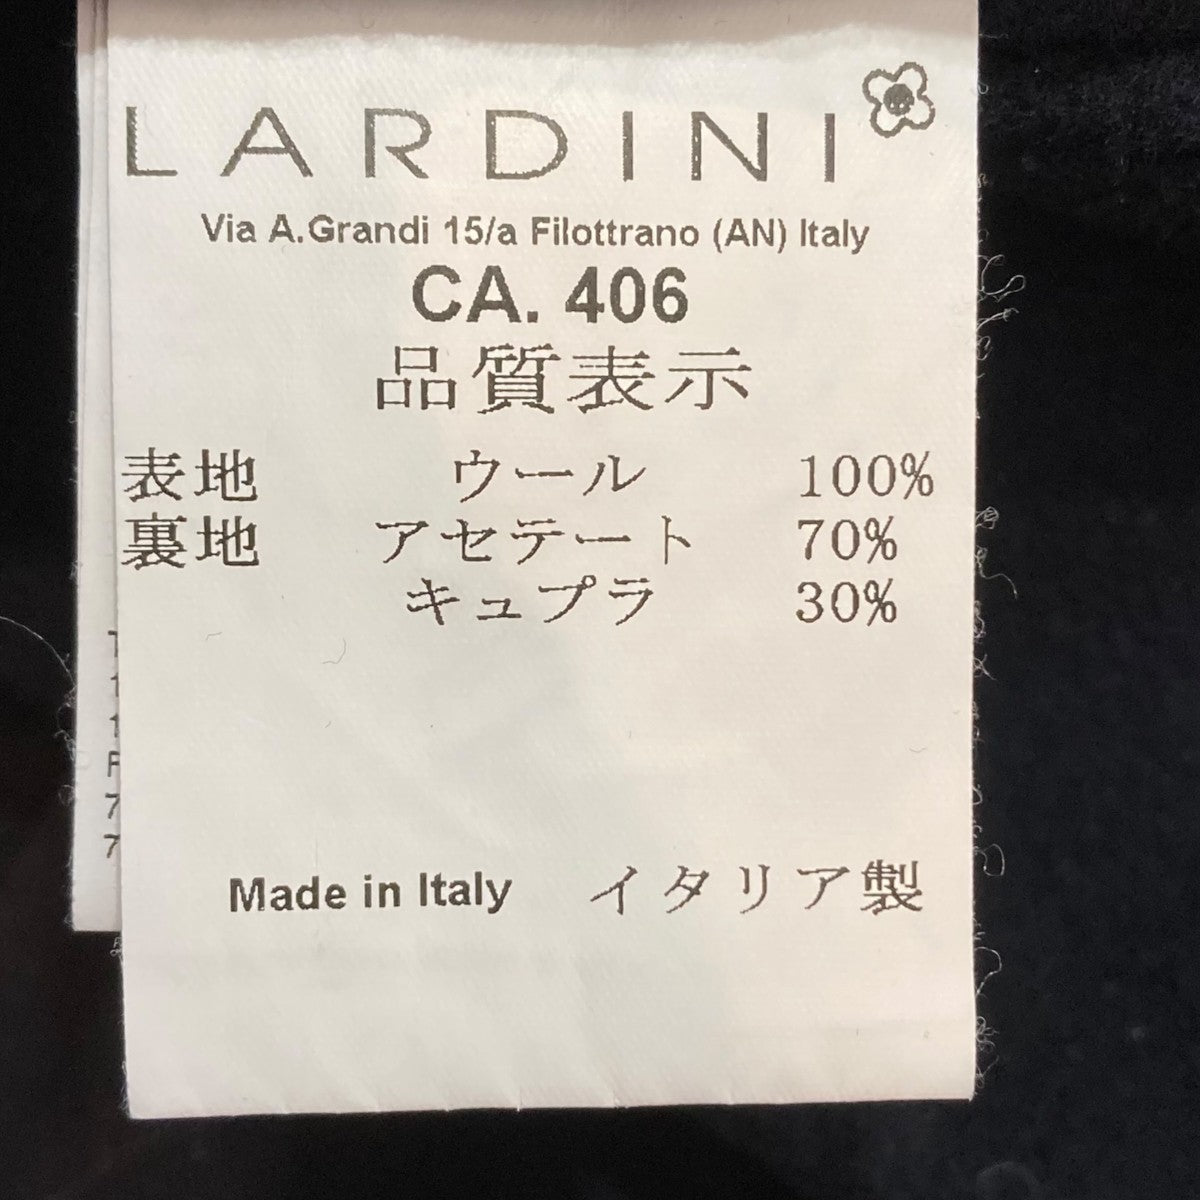 LARDINI
Via A.Grandi 15/a Filottrano (AN) Italy
CA. 406
品質表示
表地 ウール 100%
裏地 アセテート 70%
キュプラ 30%
Made in Italy イタリア製